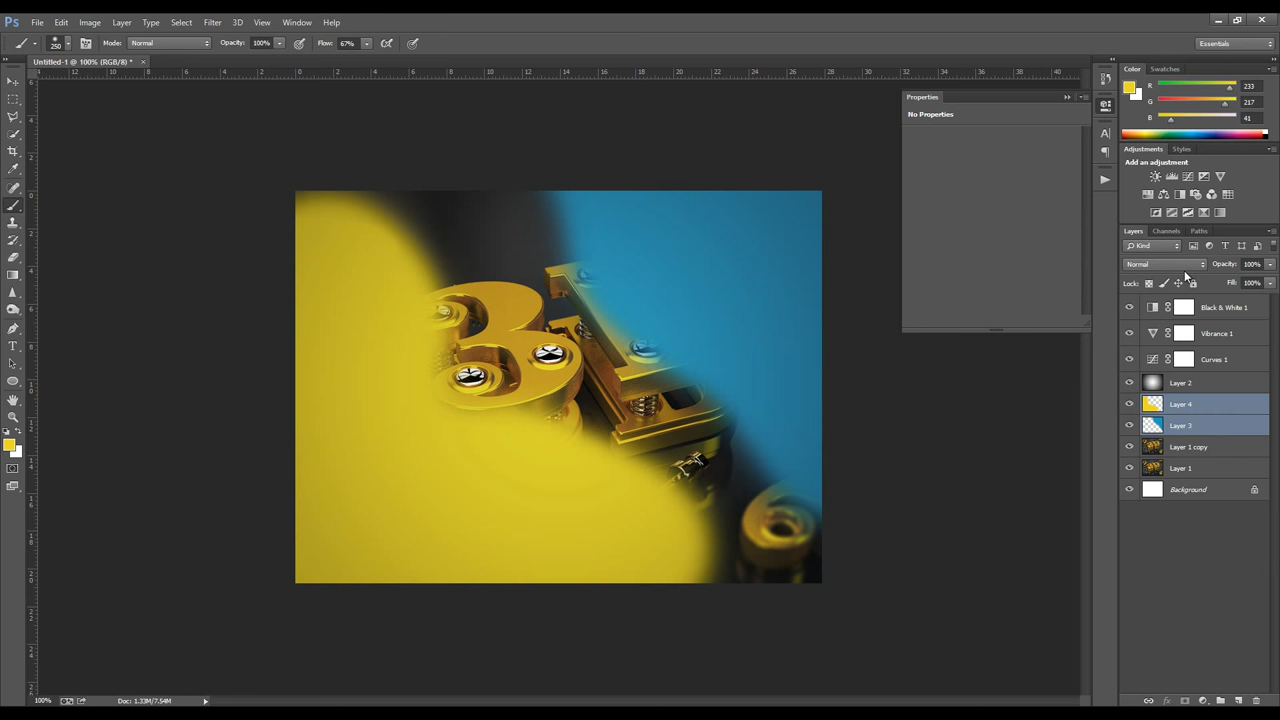 Ps File Edit Image Layer Type Select Filter 3D View Window Help
250 Mode: Normal Opacity: 100% Flow: 67% Essentials
Untitled-1 @ 100% (RGB/8) * ×
Properties
No Properties
Color Swatches
R 233
G 217
B 41
Adjustments Styles
Add an adjustment
Layers Channels Paths
Kind
Normal Opacity: 100%
Lock: Fill: 100%
Black & White 1
Vibrance 1
Curves 1
Layer 2
Layer 4
Layer 3
Layer 1 copy
Layer 1
Background
100% Doc: 1.33M/7.54M